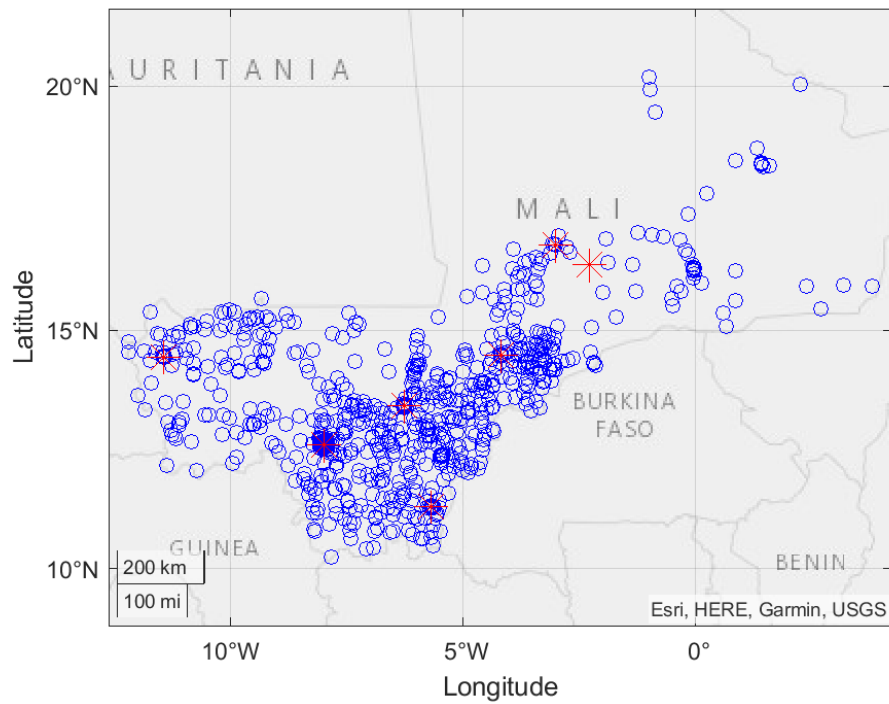 AURITANIA
20°N
MALI
15°N
Latitude
BURKINA
FASO
GUINEA
BENIN
10°N
200 km
100 mi
Esri, HERE, Garmin, USGS
10°W
5°W
0°
Longitude